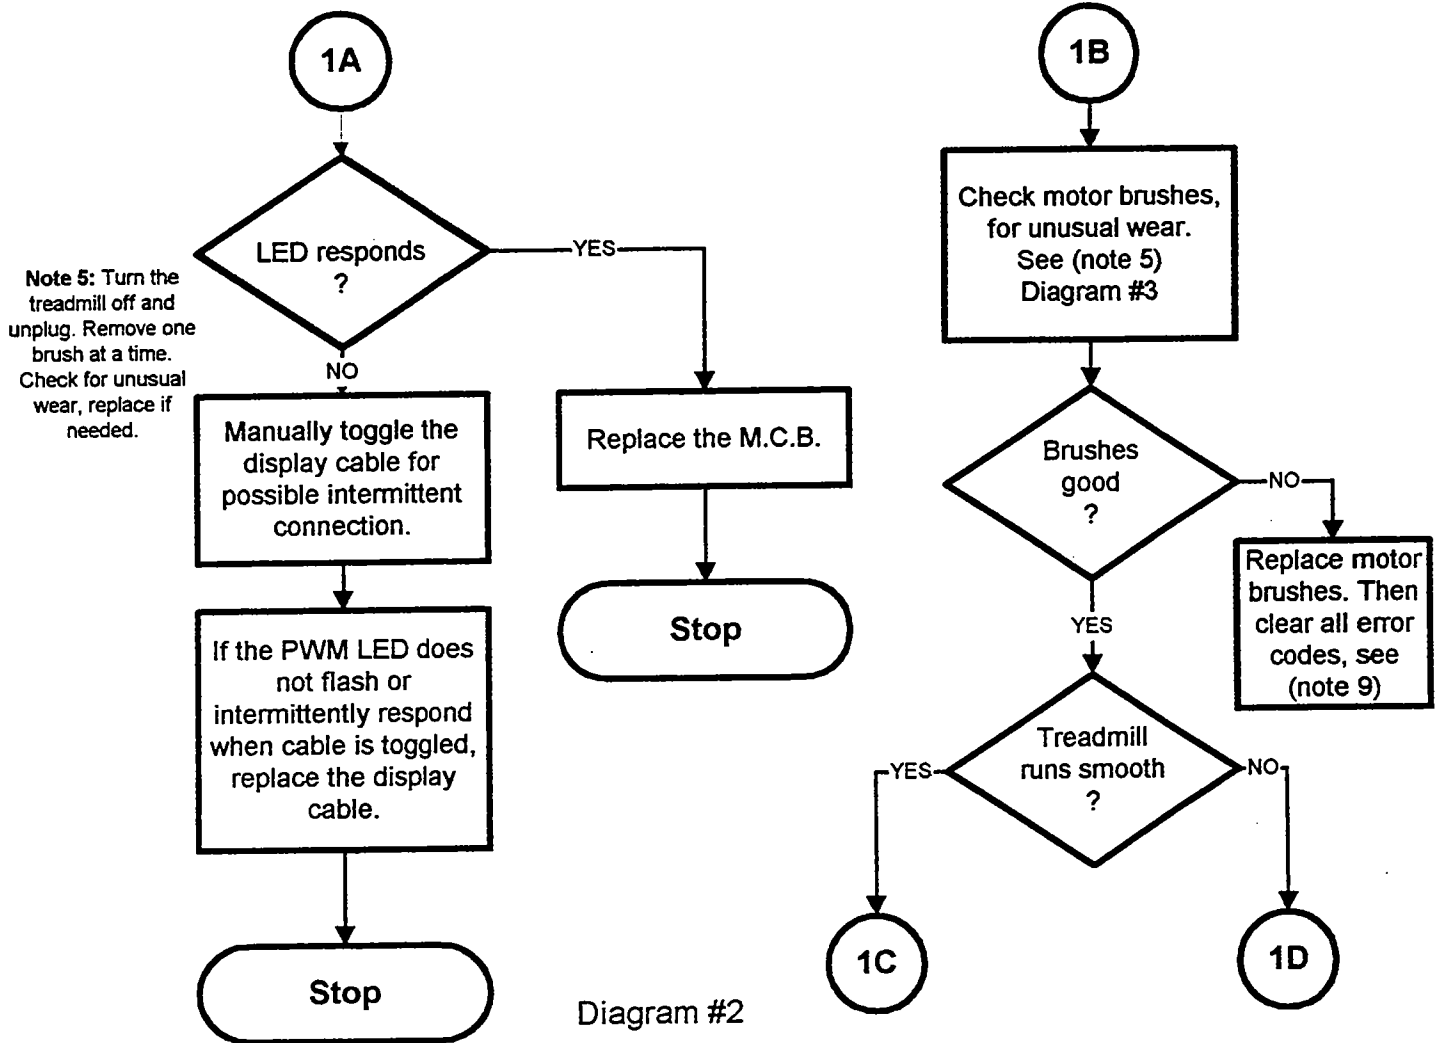 1A
LED responds
?
YES
NO
Note 5: Turn the
treadmill off and
unplug. Remove one
brush at a time.
Check for unusual
wear, replace if
needed.
Manually toggle the
display cable for
possible intermittent
connection.
Replace the M.C.B.
If the PWM LED does
not flash or
intermittently respond
when cable is toggled,
replace the display
cable.
Stop
Stop
1B
Check motor brushes,
for unusual wear.
See (note 5)
Diagram #3
Brushes
good
?
NO
Replace motor
brushes. Then
clear all error
codes, see
(note 9)
YES
Treadmill
runs smooth
?
YES
NO
1C
1D
Diagram #2